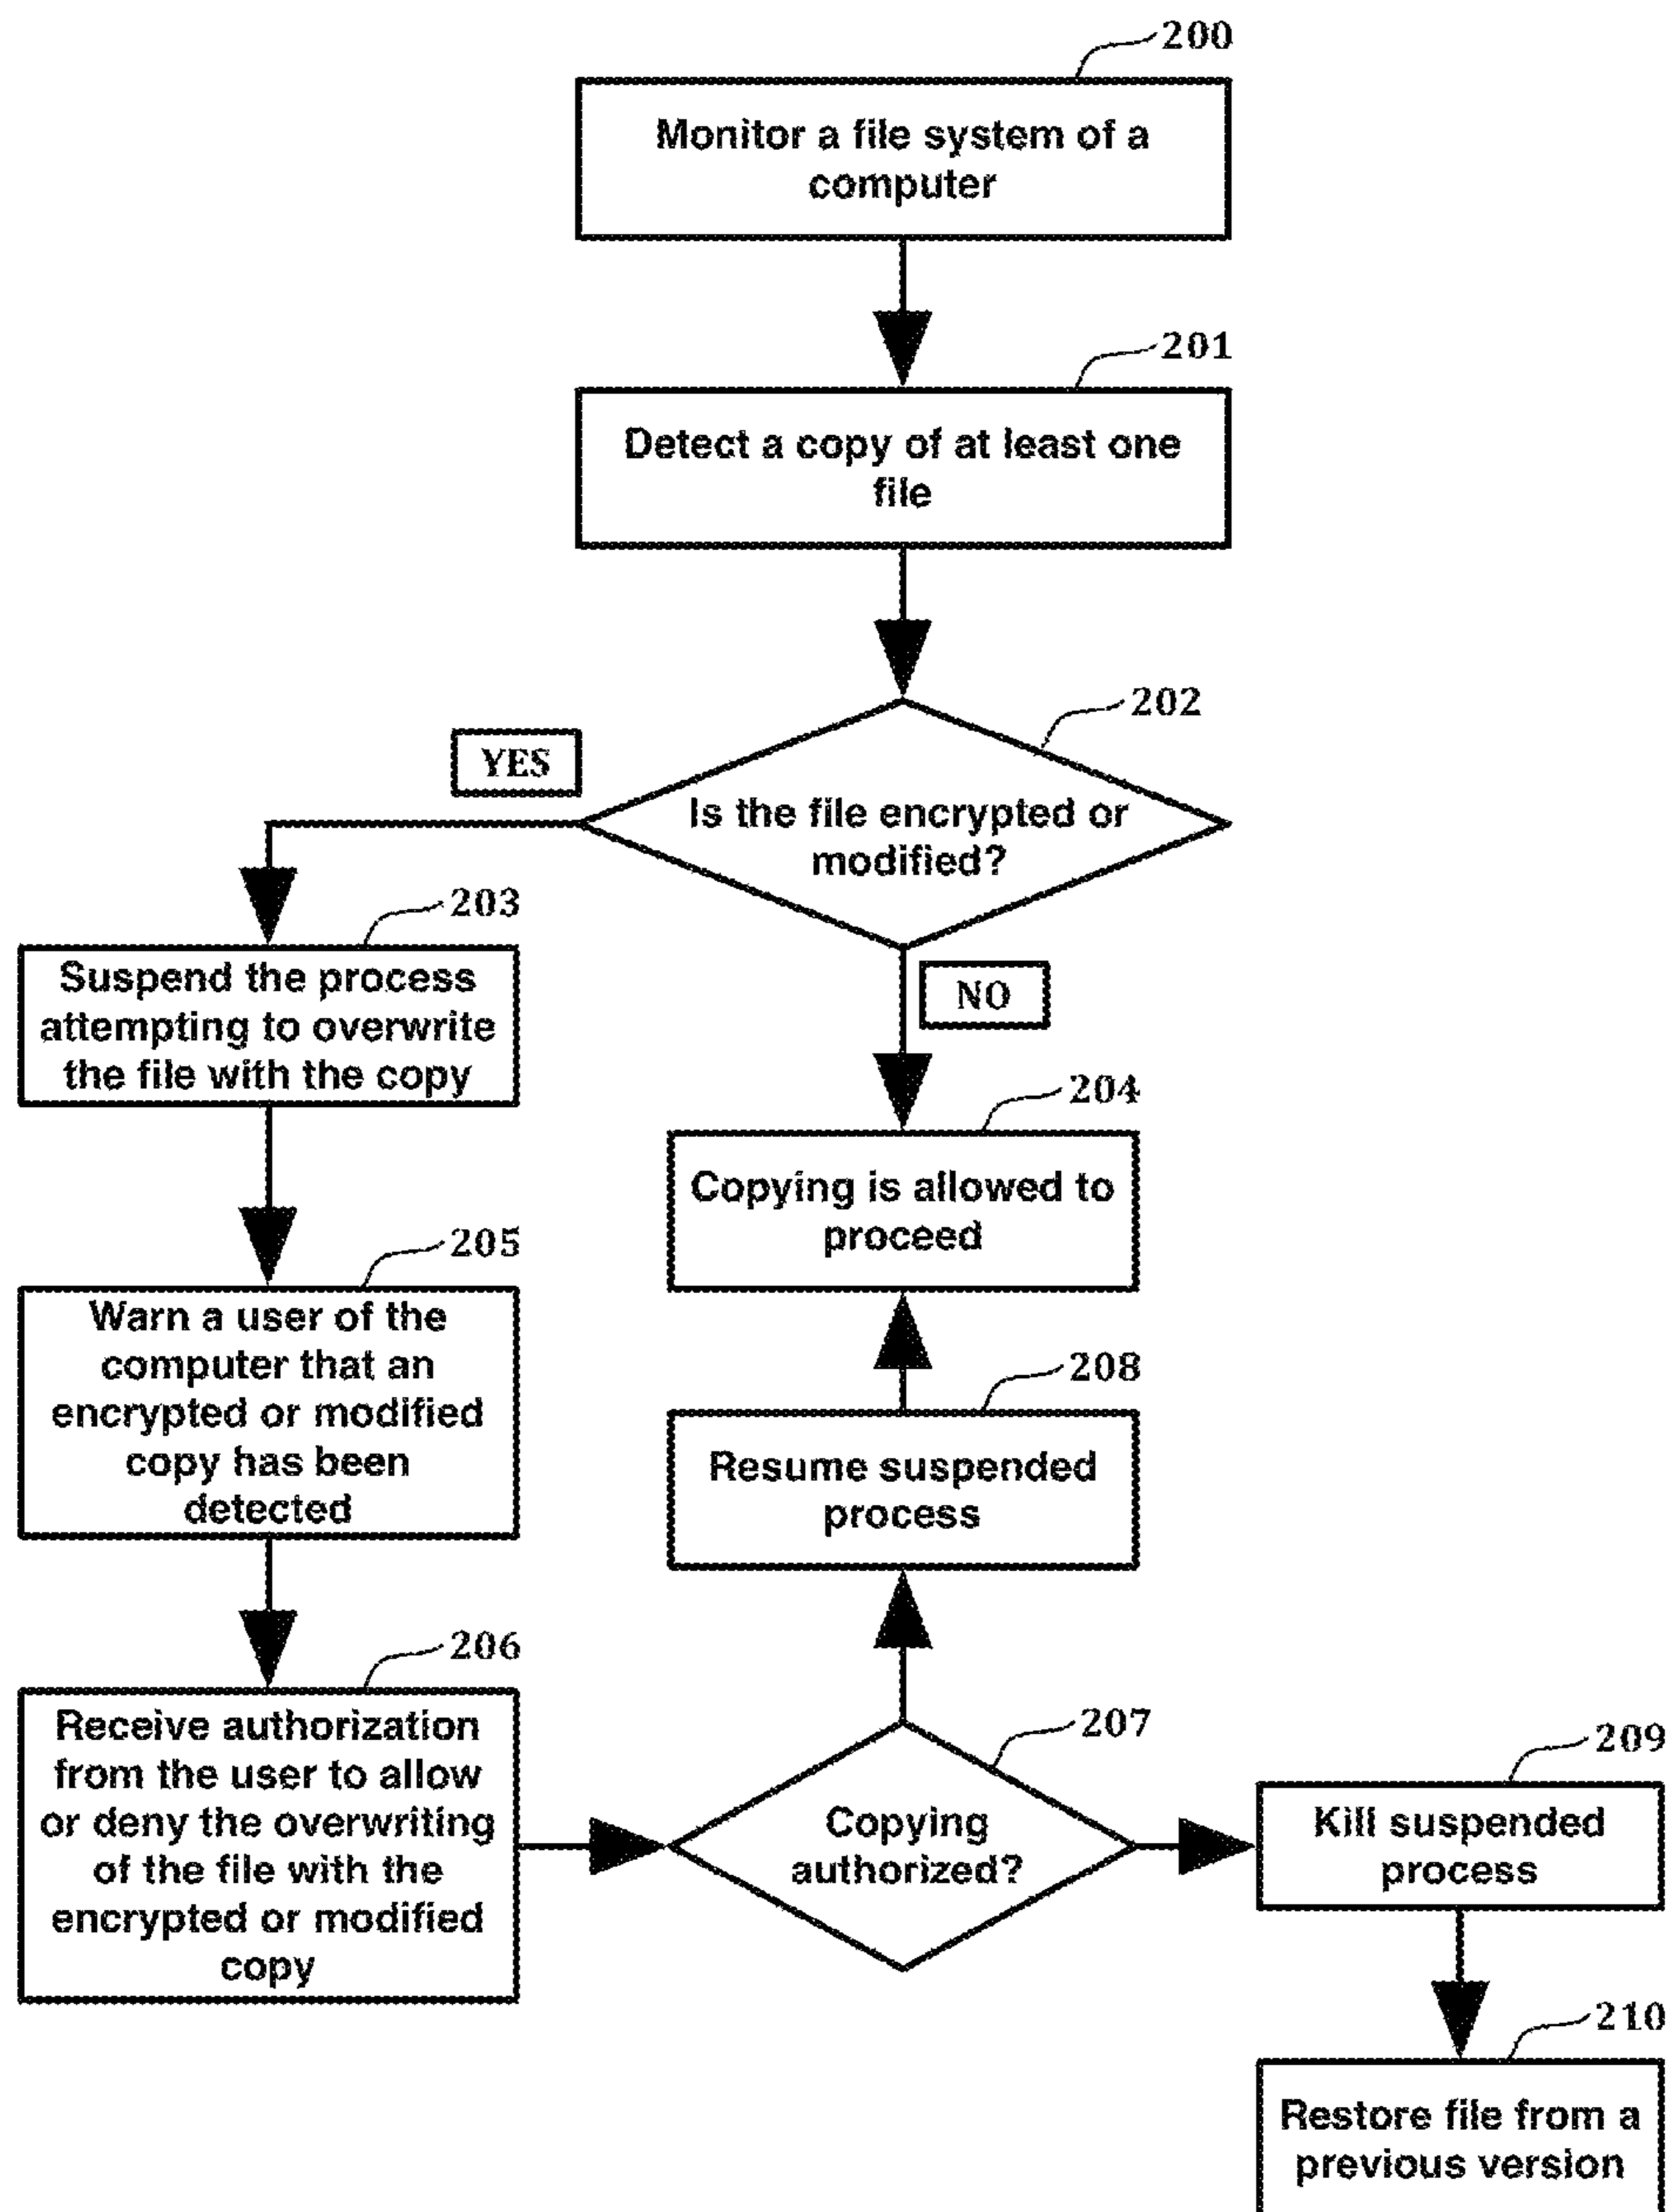 200
Monitor a file system of a
computer
201
Detect a copy of at least one
file
202
YES
Is the file encrypted or
modified?
203
Suspend the process
attempting to overwrite
the file with the copy
NO
204
Copying is allowed to
proceed
205
Warn a user of the
computer that an
encrypted or modified
copy has been
detected
208
Resume suspended
process
206
Receive authorization
from the user to allow
or deny the overwriting
of the file with the
encrypted or modified
copy
207
Copying
authorized?
209
Kill suspended
process
210
Restore file from a
previous version